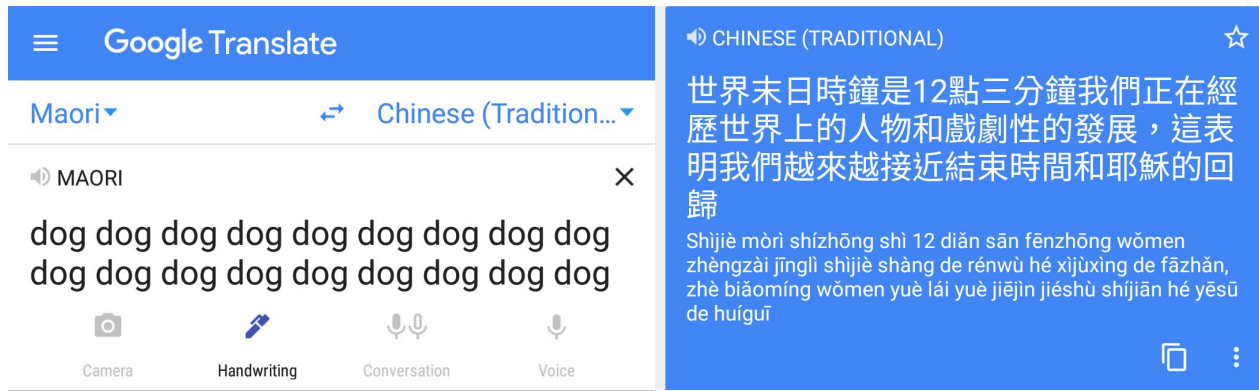 Google Translate
Maori
Chinese (Tradition...
MAORI
dog dog dog dog dog dog dog dog dog
dog dog dog dog dog dog dog dog dog
Camera
Handwriting
Conversation
Voice
CHINESE (TRADITIONAL)
世界末日時鐘是12點三分鐘我們正在經
歷世界上的人物和戲劇性的發展，這表
明我們越來越接近結束時間和耶穌的回
歸
Shìjiè mòrì shízhōng shì 12 diǎn sān fēnzhōng wǒmen
zhèngzài jīnglì shìjiè shàng de rénwù hé xìjùxìng de fāzhǎn,
zhè biǎomíng wǒmen yuè lái yuè jiējìn jiéshù shíjiān hé yēsū
de huíguī